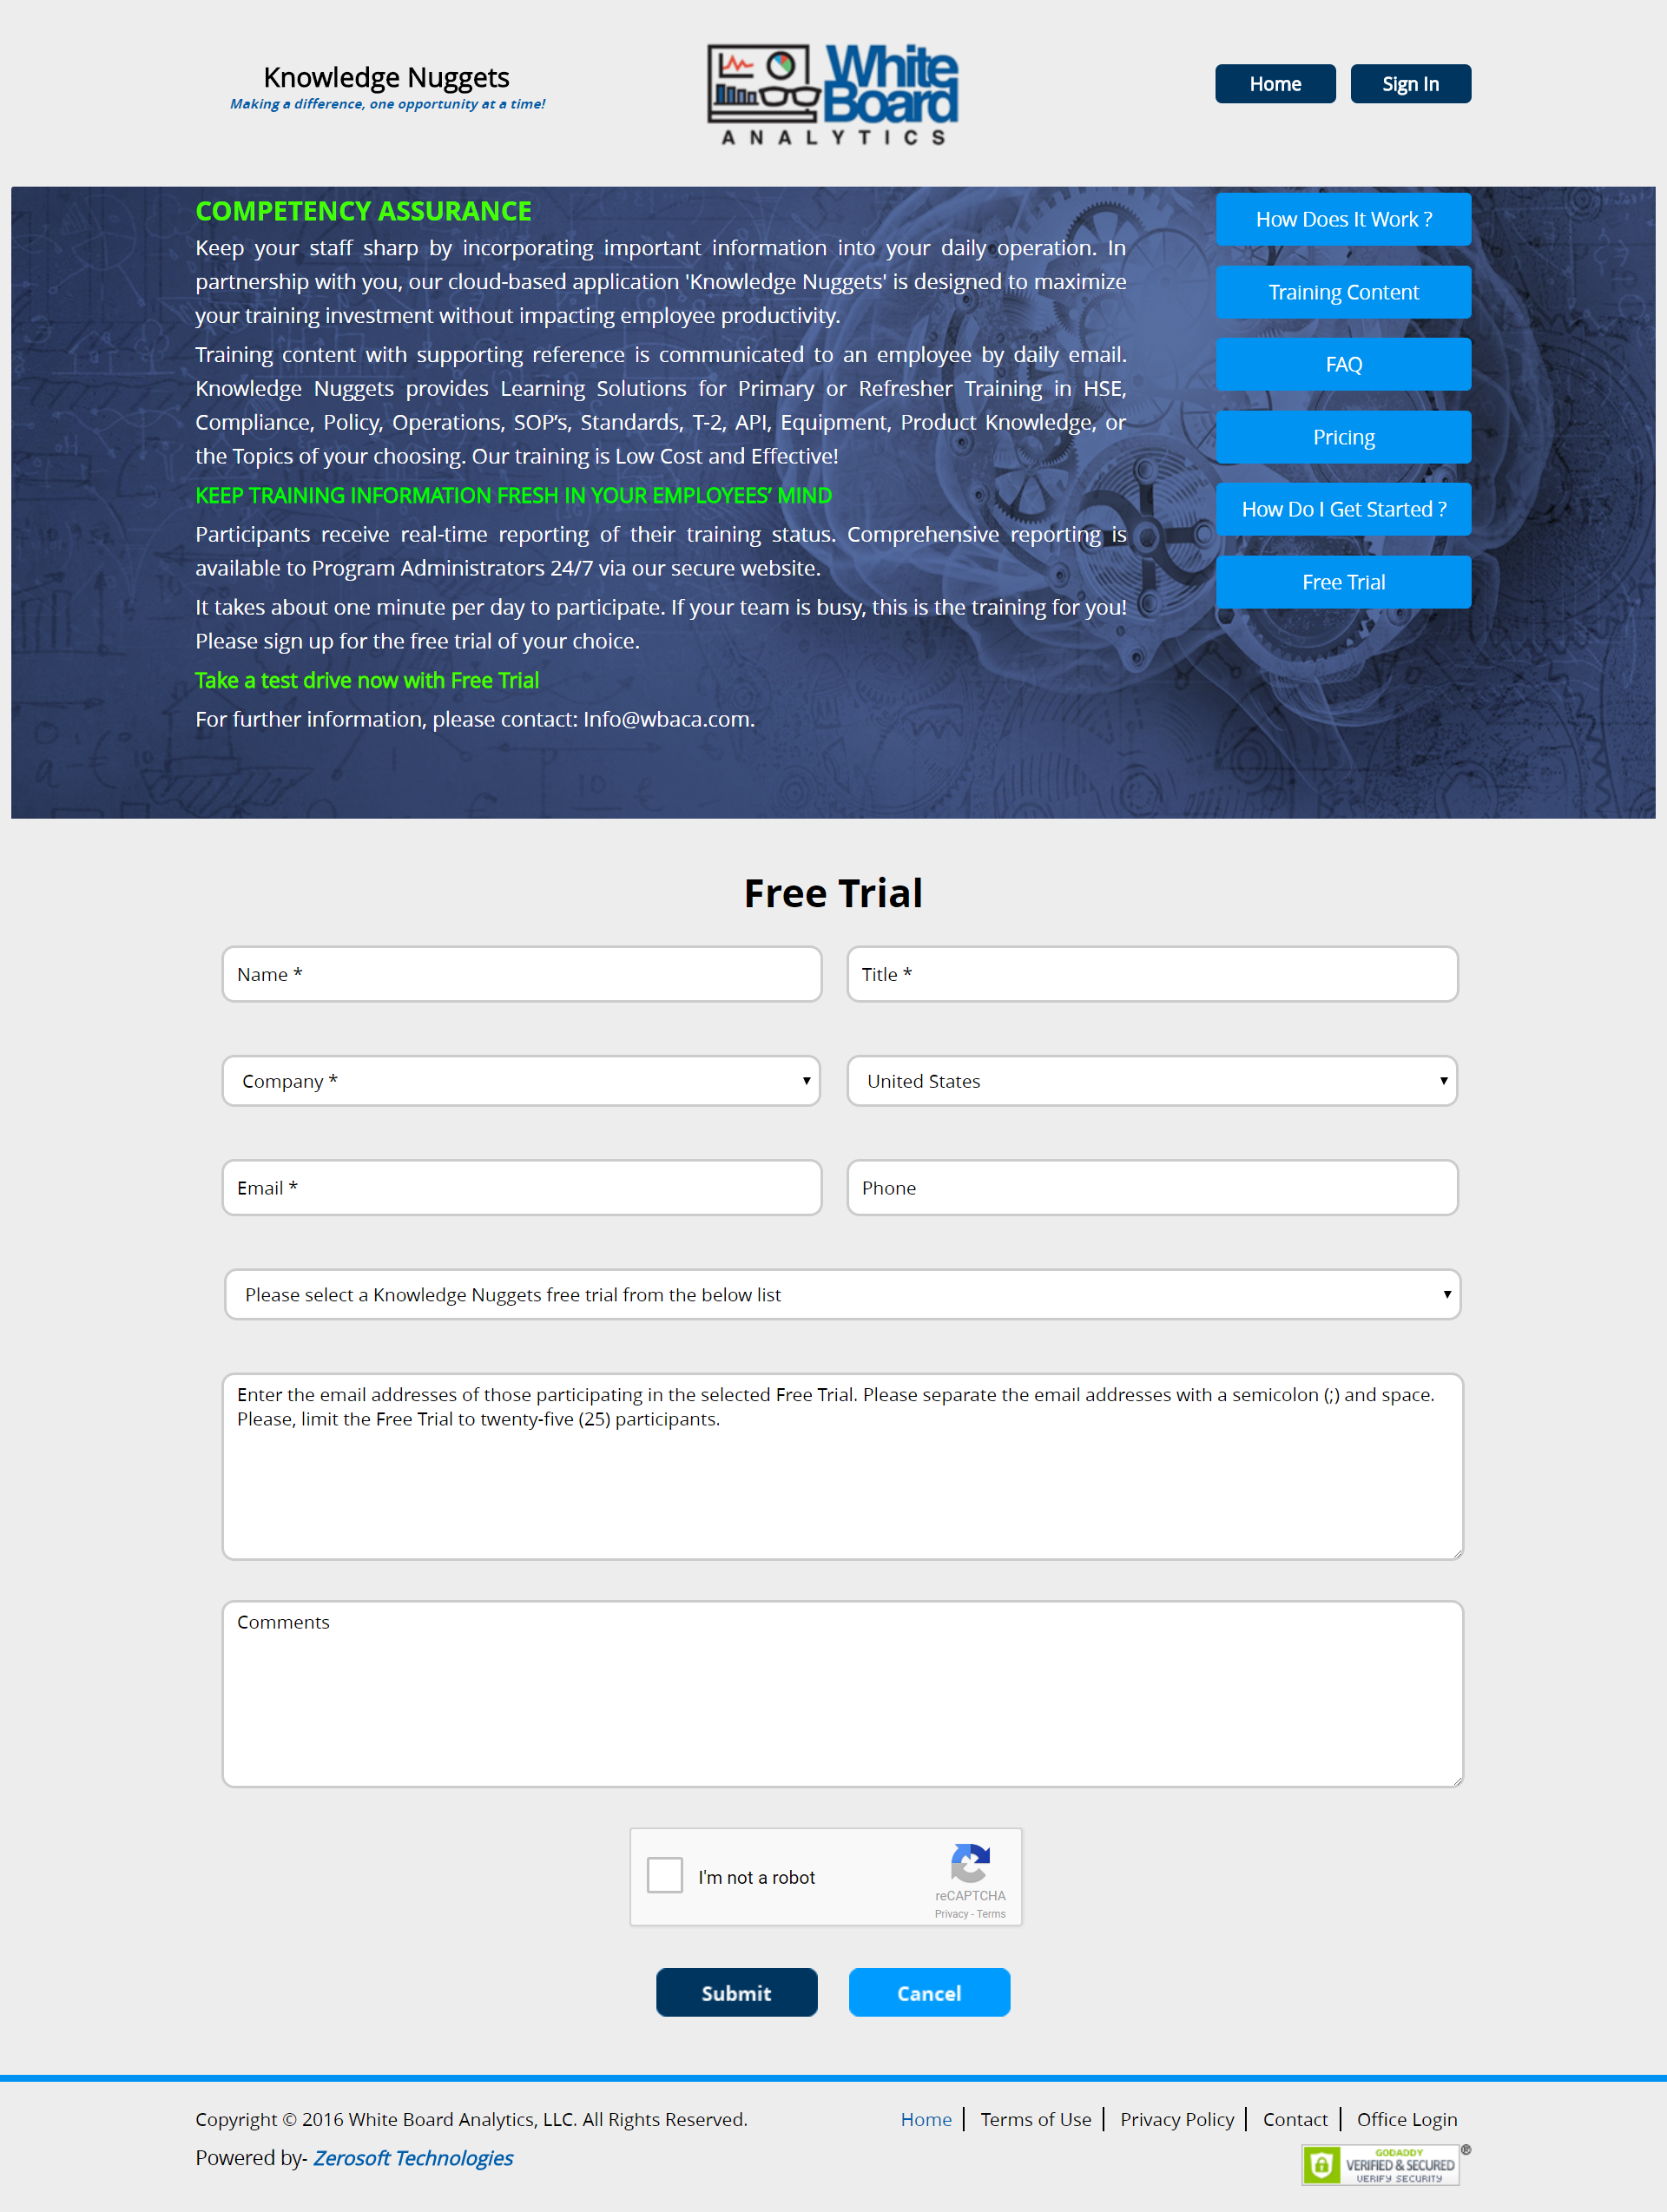 Knowledge Nuggets
Making a difference, one opportunity at a time!
White
Board
ANALYTICS
Home
Sign In
COMPETENCY ASSURANCE
Keep your staff sharp by incorporating important information into your daily operation. In
partnership with you, our cloud-based application 'Knowledge Nuggets' is designed to maximize
your training investment without impacting employee productivity.
Training content with supporting reference is communicated to an employee by daily email.
Knowledge Nuggets provides Learning Solutions for Primary or Refresher Training in HSE,
Compliance, Policy, Operations, SOP’s, Standards, T-2, API, Equipment, Product Knowledge, or
the Topics of your choosing. Our training is Low Cost and Effective!
KEEP TRAINING INFORMATION FRESH IN YOUR EMPLOYEES’ MIND
Participants receive real-time reporting of their training status. Comprehensive reporting is
available to Program Administrators 24/7 via our secure website.
It takes about one minute per day to participate. If your team is busy, this is the training for you!
Please sign up for the free trial of your choice.
Take a test drive now with Free Trial
For further information, please contact: Info@wbaca.com.
How Does It Work ?
Training Content
FAQ
Pricing
How Do I Get Started ?
Free Trial
Free Trial
Name *
Title *
Company *
United States
Email *
Phone
Please select a Knowledge Nuggets free trial from the below list
Enter the email addresses of those participating in the selected Free Trial. Please separate the email addresses with a semicolon (;) and space.
Please, limit the Free Trial to twenty-five (25) participants.
Comments
I'm not a robot
reCAPTCHA
Privacy - Terms
Submit
Cancel
Copyright © 2016 White Board Analytics, LLC. All Rights Reserved.
Home
Terms of Use
Privacy Policy
Contact
Office Login
Powered by- Zerosoft Technologies
GODADDY
VERIFIED & SECURED
VERIFY SECURITY
®